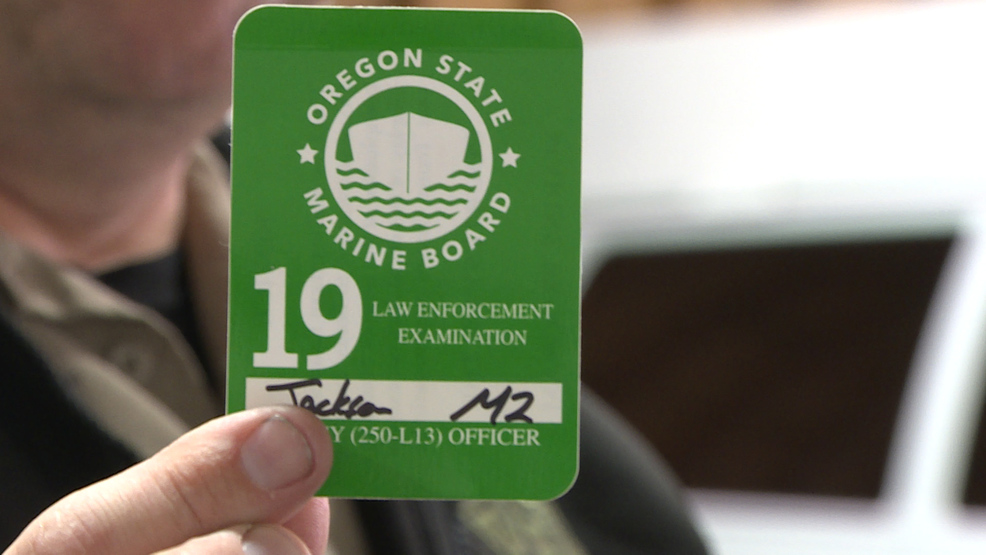 OREGON STATE
MARINE BOARD
19
LAW ENFORCEMENT
EXAMINATION
Jackson M2
Y (250-L13) OFFICER